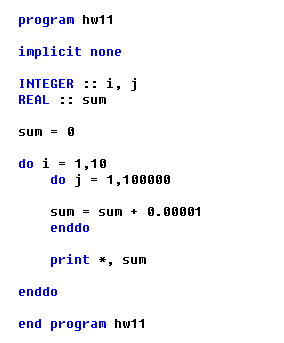 program hw11
implicit none
INTEGER :: i, j
REAL :: sum
sum = 0
do i = 1,10
do j = 1,100000
sum = sum + 0.00001
enddo
print *, sum
enddo
end program hw11